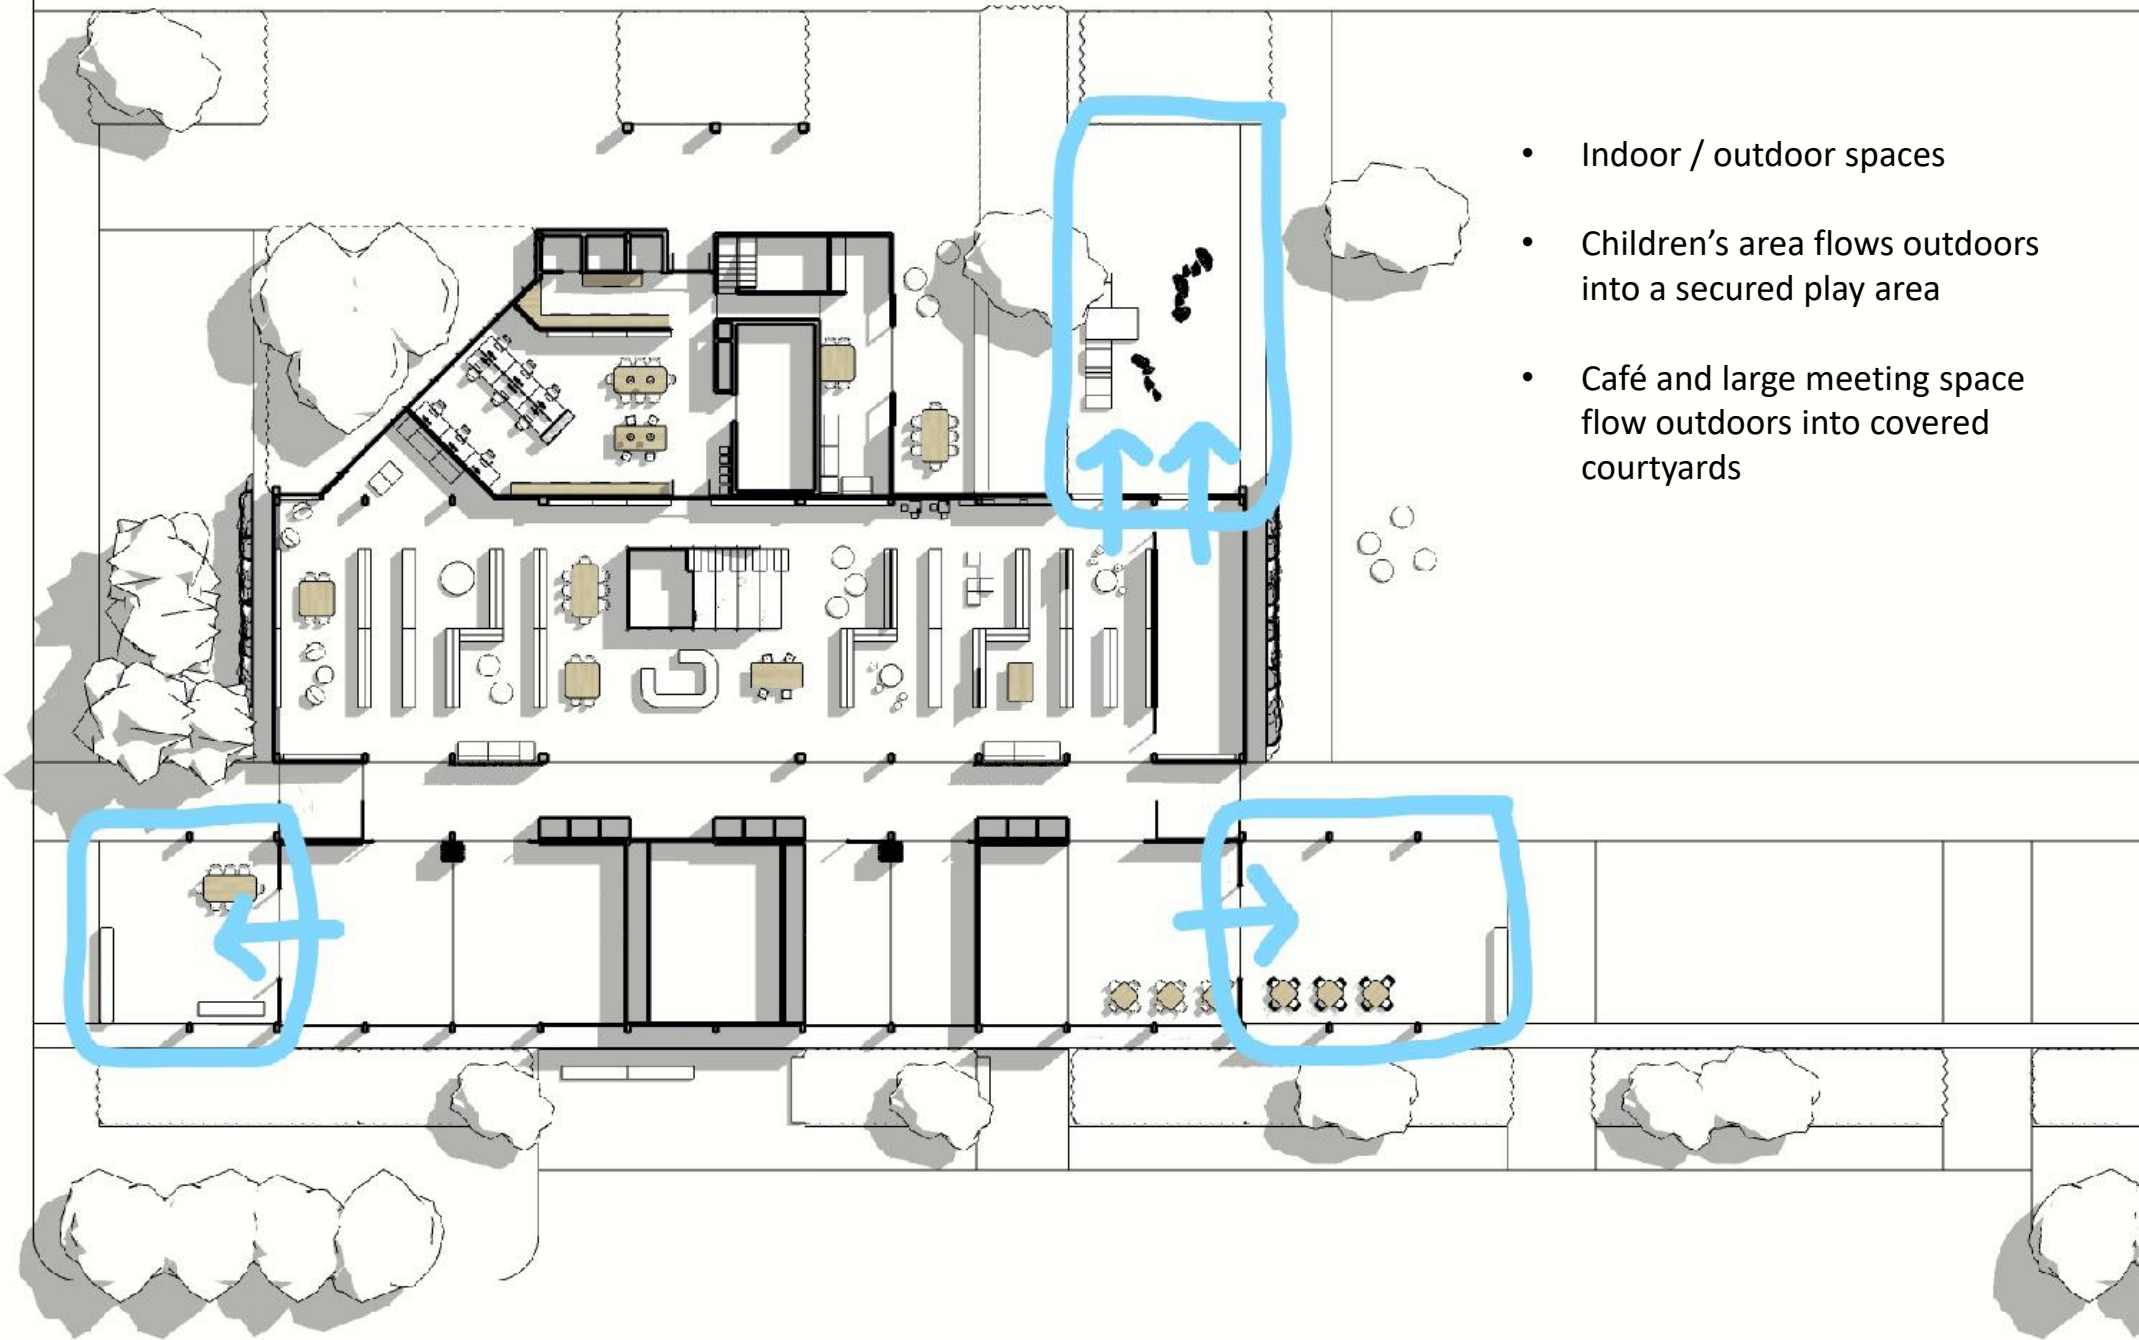 • Indoor / outdoor spaces
• Children’s area flows outdoors
into a secured play area
• Café and large meeting space
flow outdoors into covered
courtyards